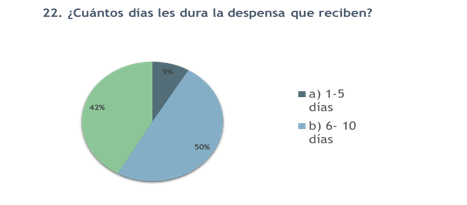 22. ¿Cuántos días les dura la despensa que reciben?
9%
42%
50%
a) 1-5
días
b) 6- 10
días